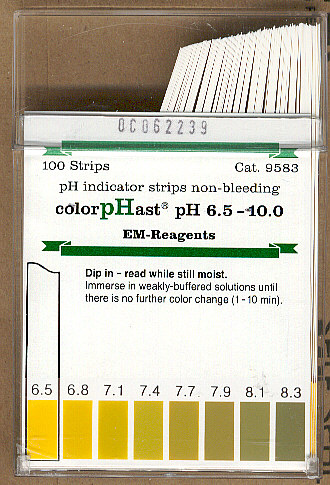 0C062239
100 Strips Cat. 9583
pH indicator strips non-bleeding
colorpHast® pH 6.5-10.0
EM-Reagents
Dip in - read while still moist.
Immerse in weakly-buffered solutions until
there is no further color change (1-10 min).
6.5 6.8 7.1 7.4 7.7 7.9 8.1 8.3